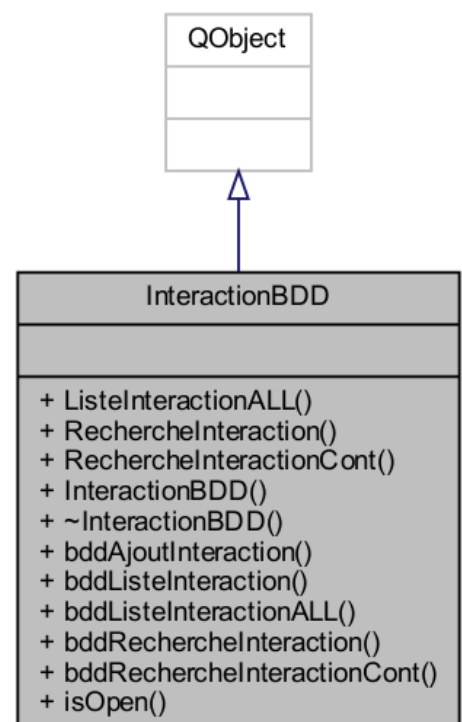 QObject
InteractionBDD
+ ListeInteractionALL()
+ RechercheInteraction()
+ RechercheInteractionCont()
+ InteractionBDD()
+ ~InteractionBDD()
+ bddAjoutInteraction()
+ bddListeInteraction()
+ bddListeInteractionALL()
+ bddRechercheInteraction()
+ bddRechercheInteractionCont()
+ isOpen()